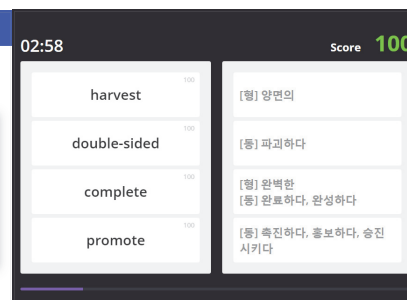 02:58
Score 100
100
harvest
100
double-sided
100
complete
100
promote
[형] 양면의
[동] 파괴하다
[형] 완벽한
[동] 완료하다, 완성하다
[동] 촉진하다, 홍보하다, 승진
시키다